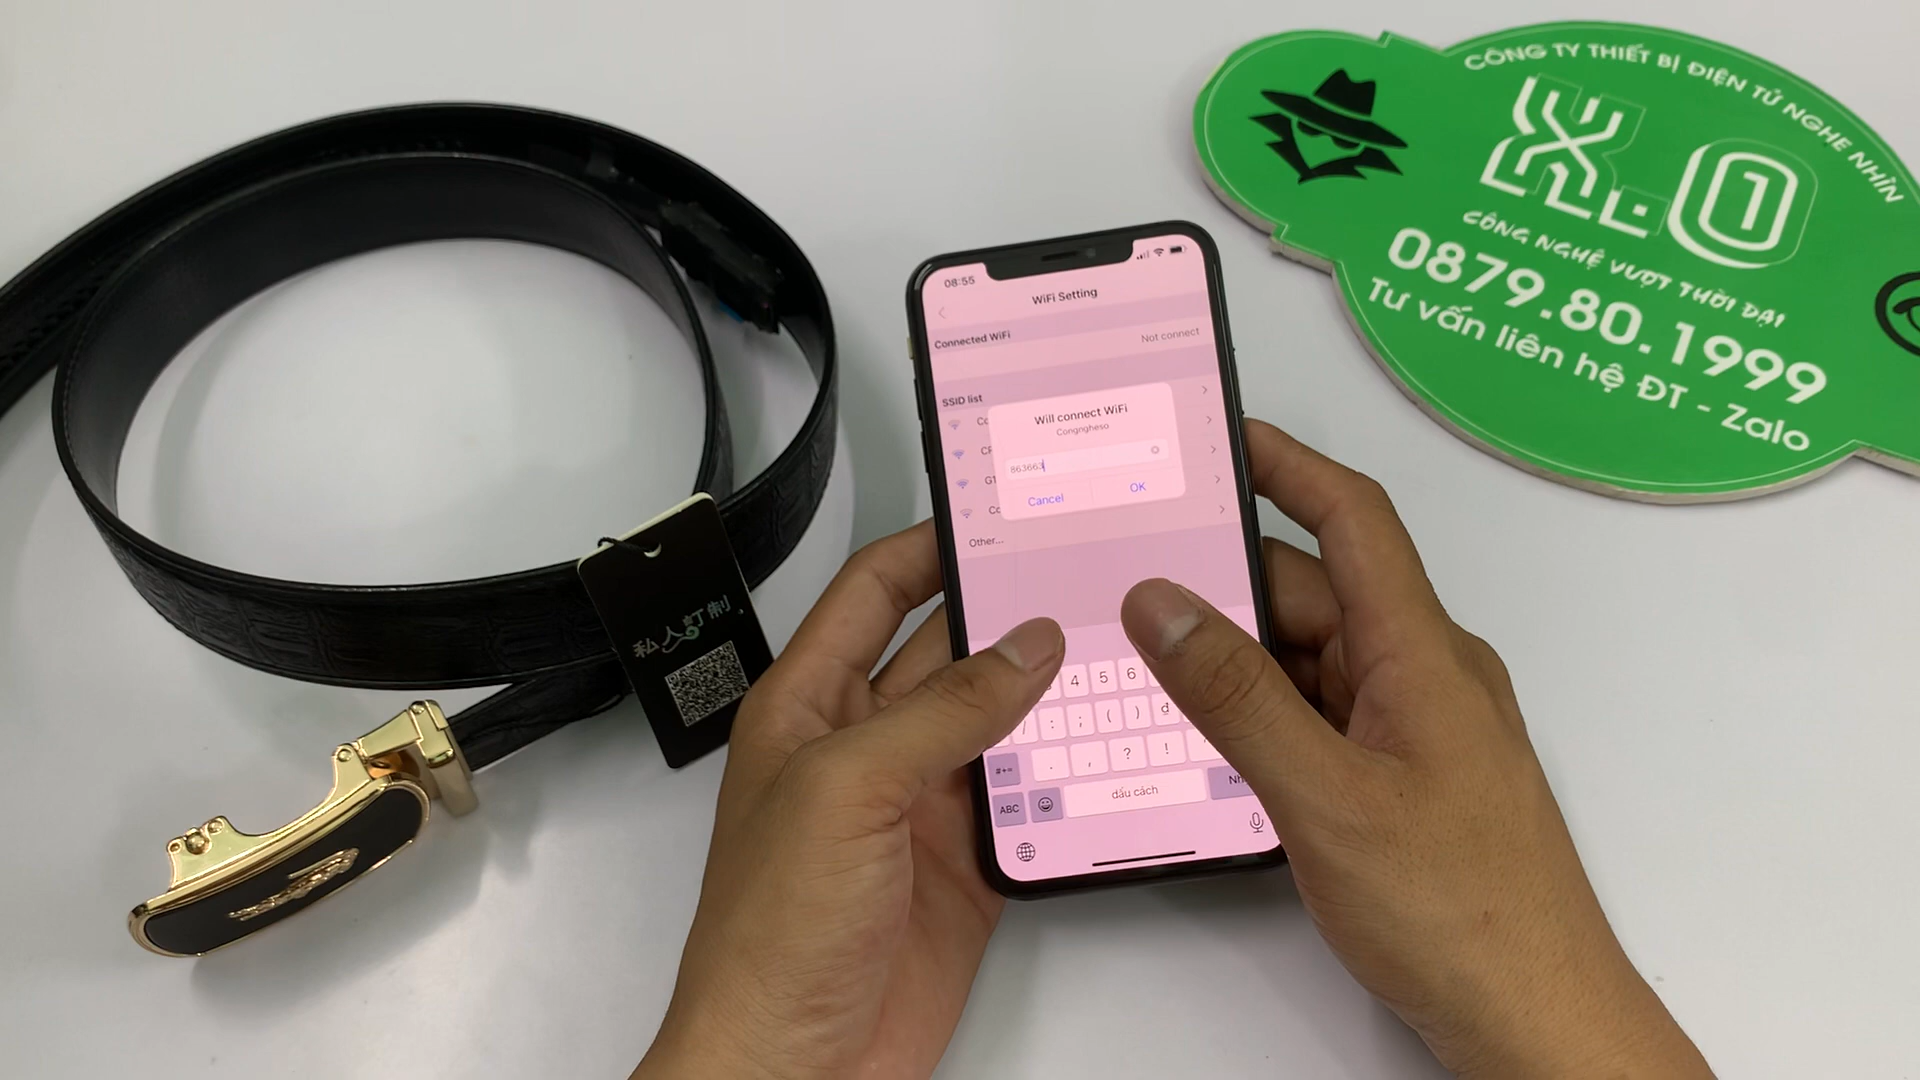 CÔNG TY THIẾT BỊ ĐIỆN TỬ NGHE NHÌN
X.01
CÔNG NGHỆ VƯỢT THỜI ĐẠI
0879.80.1999
Tư vấn liên hệ ĐT - Zalo
08:55
WiFi Setting
Connected WiFi
Not connect
SSID list
Will connect WiFi
Congngheso
863663
Cancel
OK
Other...
4 5 6
/ : ; ( ) đ
#+= . , ? !
ABC
dấu cách
私人訂制